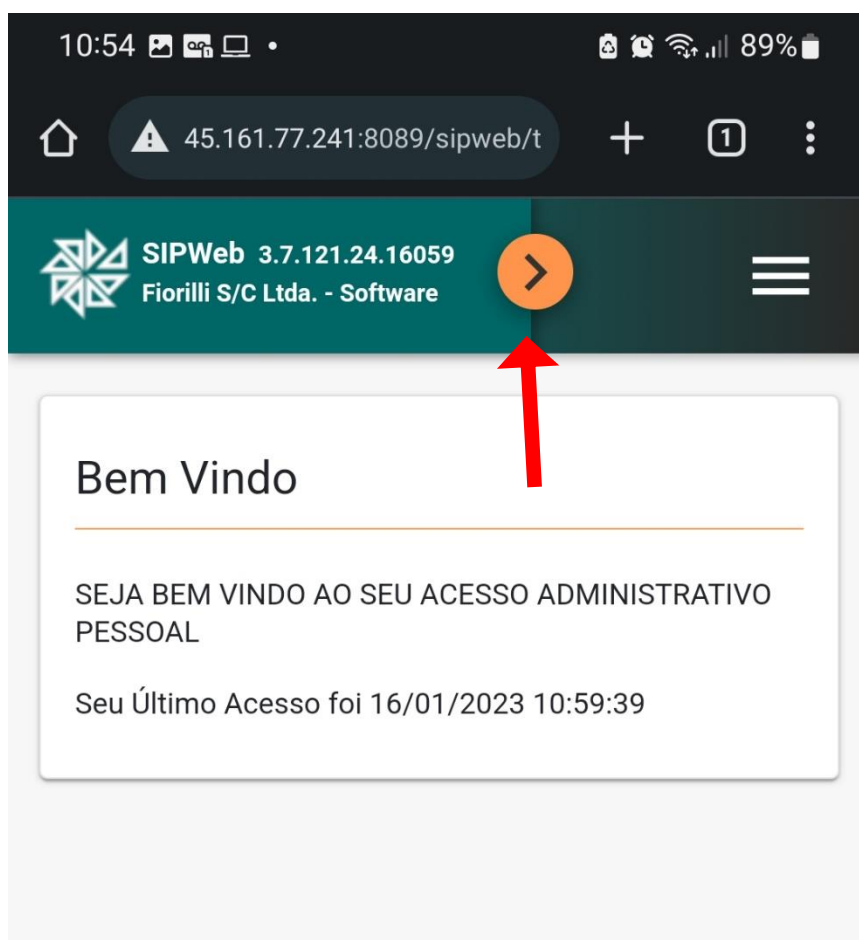 10:54
89%
45.161.77.241:8089/sipweb/t
1
SIPWeb 3.7.121.24.16059
Fiorilli S/C Ltda. - Software
Bem Vindo
SEJA BEM VINDO AO SEU ACESSO ADMINISTRATIVO
PESSOAL
Seu Último Acesso foi 16/01/2023 10:59:39